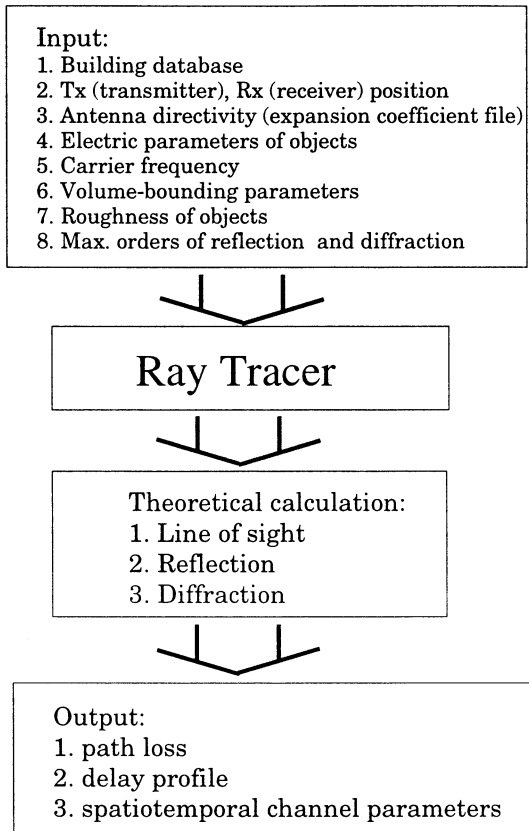 Input:
1. Building database
2. Tx (transmitter), Rx (receiver) position
3. Antenna directivity (expansion coefficient file)
4. Electric parameters of objects
5. Carrier frequency
6. Volume-bounding parameters
7. Roughness of objects
8. Max. orders of reflection and diffraction
Ray Tracer
Theoretical calculation:
1. Line of sight
2. Reflection
3. Diffraction
Output:
1. path loss
2. delay profile
3. spatiotemporal channel parameters